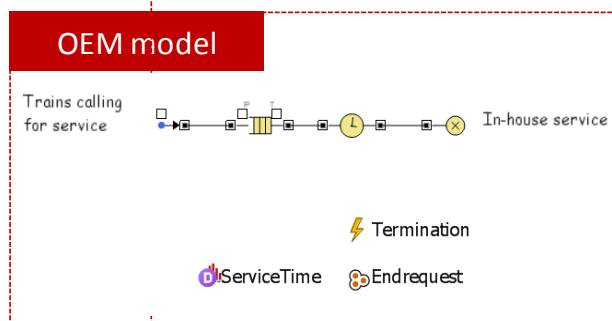 OEM model
Trains calling
for service
P T
In-house service
Termination
D ServiceTime
Endrequest